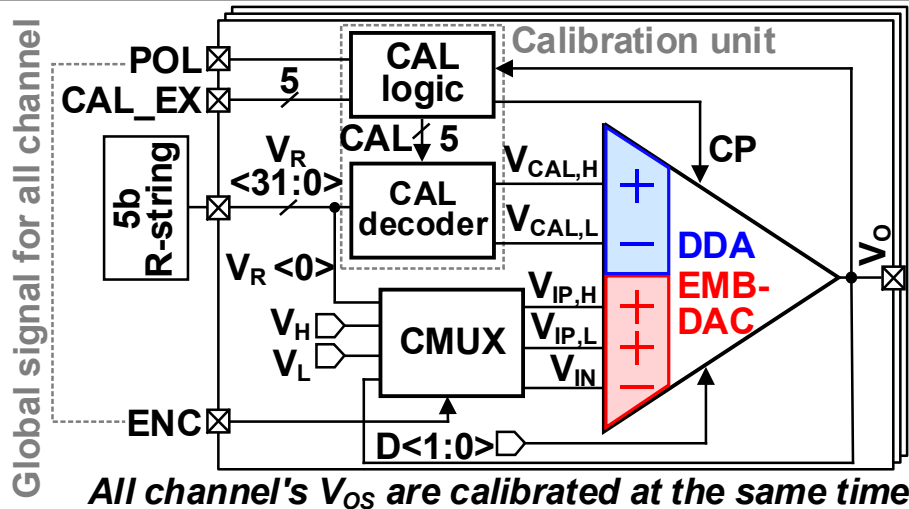 Global signal for all channel
POL
CAL_EX
5
CAL logic
Calibration unit
CAL 5
CP
5b R-string
V_R
<31:0>
CAL decoder
V_CAL,H
V_CAL,L
+
−
DDA
V_O
V_R <0>
V_H
V_L
CMUX
V_IP,H
V_IP,L
V_IN
+
+
−
EMB-
DAC
ENC
D<1:0>
All channel's V_OS are calibrated at the same time